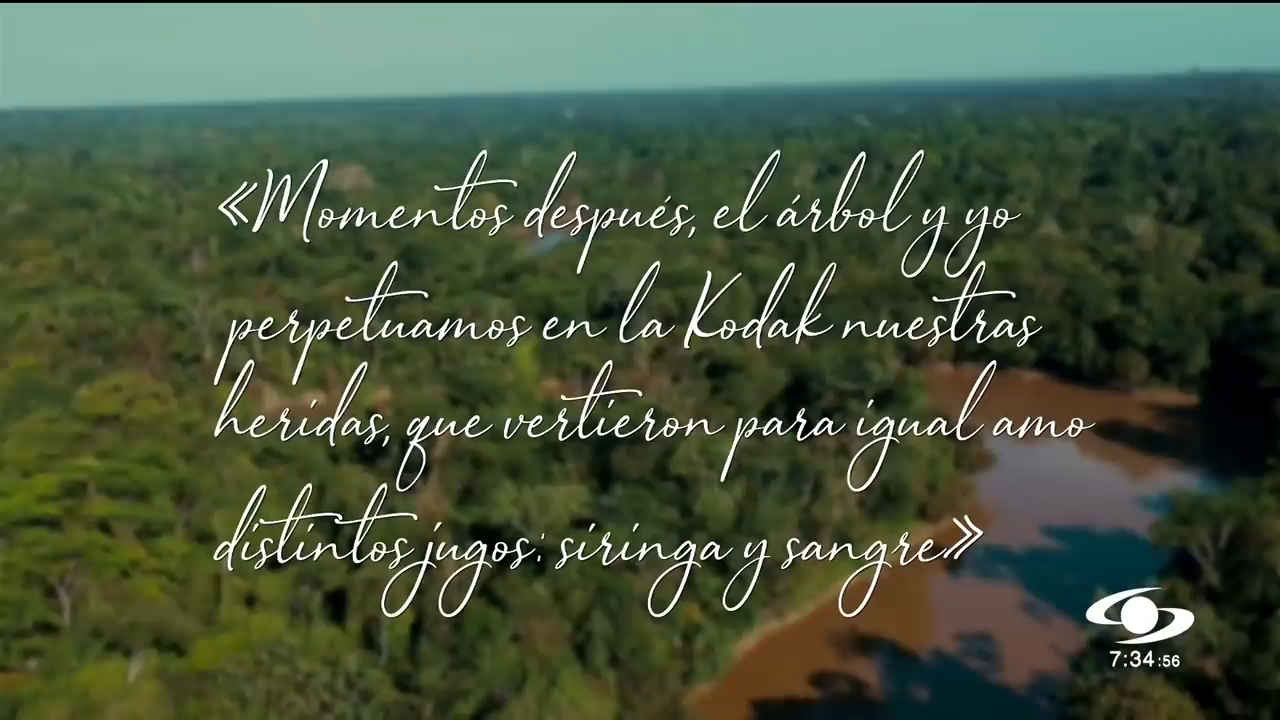 «Momentos después, el árbol y yo
perpetuamos en la Kodak nuestras
heridas, que vertieron para igual amo
distintos jugos: siringa y sangre»
7:34:56